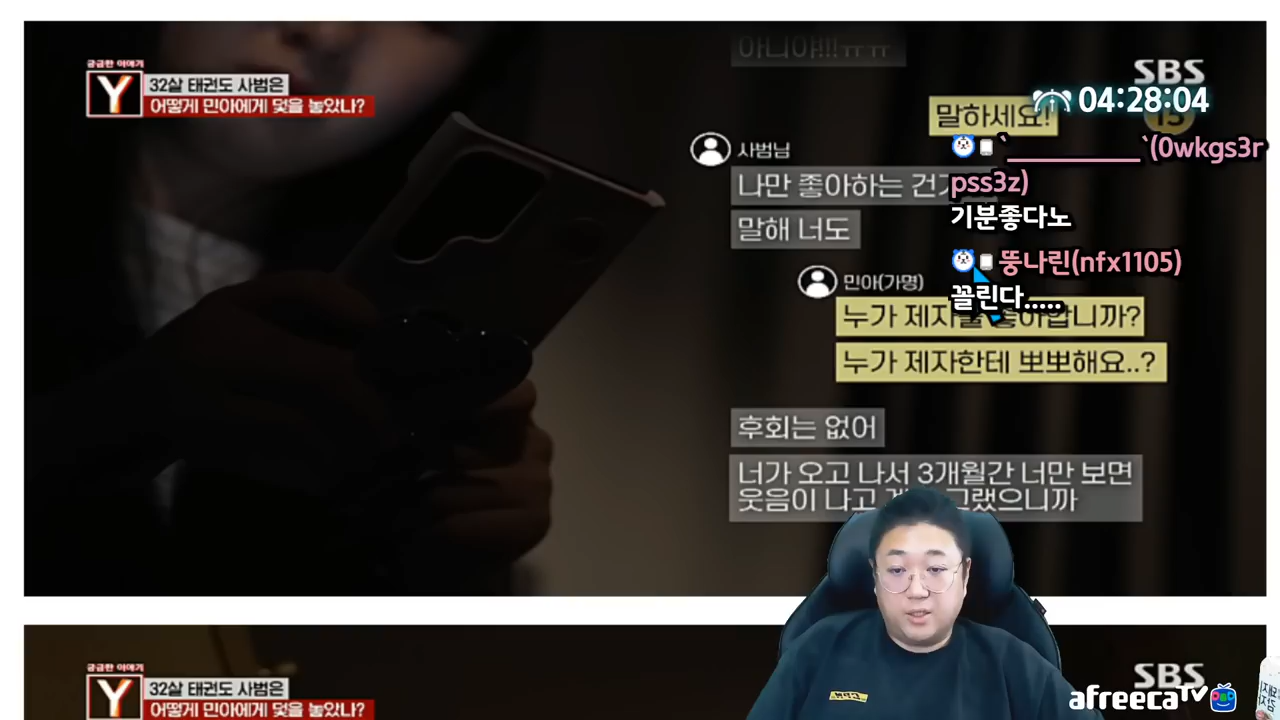 아니야!!!ㅠㅠ
궁금한 이야기
Y
32살 태권도 사범은
어떻게 민아에게 덫을 놓았나?
SBS
04:28:04
15
말하세요!
사범님
나만 좋아하는 건가
말해 너도
`___________`(0wkgs3r
pss3z)
기분좋다노
뚱나린(nfx1105)
꼴린다.....
민아(가명)
누가 제자를 좋아합니까?
누가 제자한테 뽀뽀해요..?
후회는 없어
너가 오고 나서 3개월간 너만 보면
웃음이 나고 그랬으니까
궁금한 이야기
Y
32살 태권도 사범은
어떻게 민아에게 덫을 놓았나?
SBS
afreecaTV